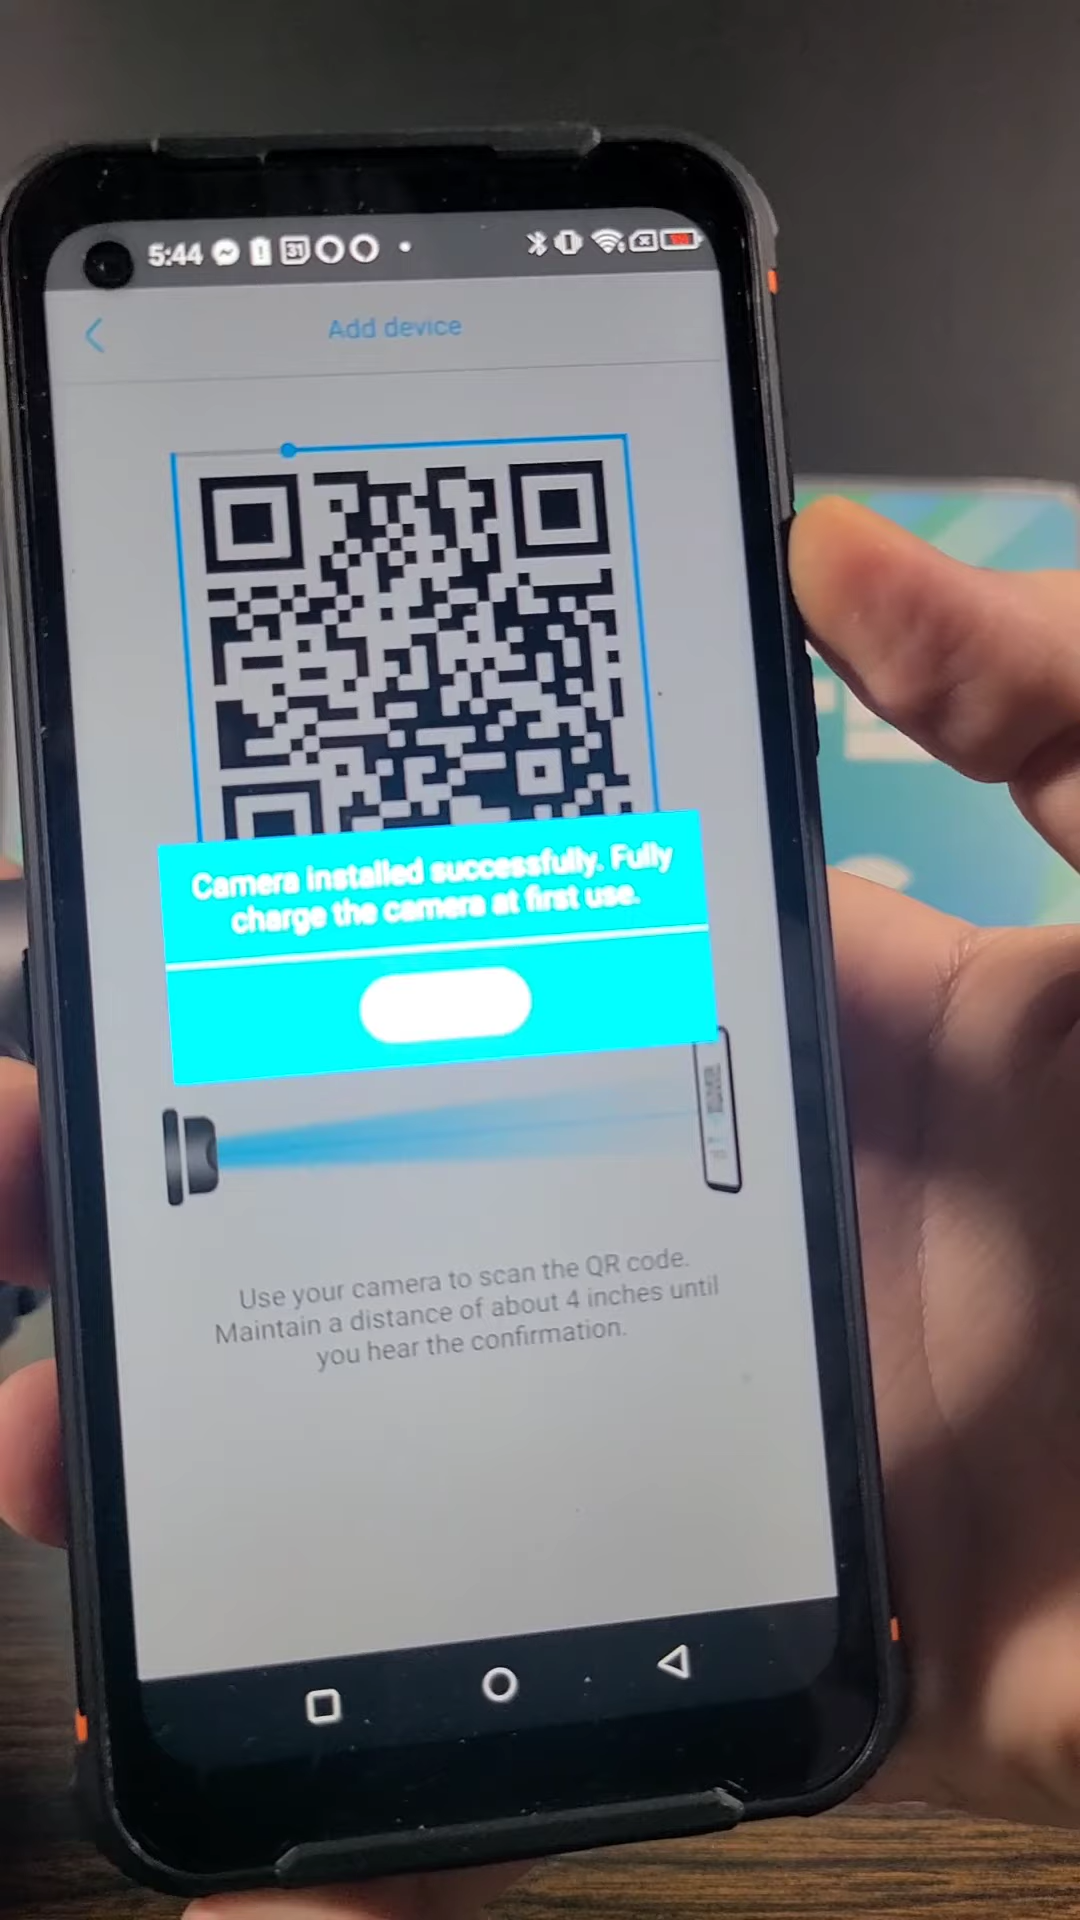 5:44
31
Add device
Camera installed successfully. Fully
charge the camera at first use.
Use your camera to scan the QR code.
Maintain a distance of about 4 inches until
you hear the confirmation.